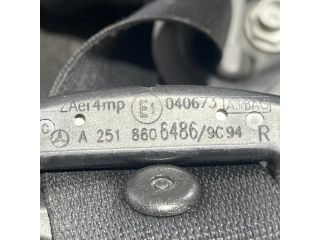 ZAer4mp E1 040673 AIRBAG
C A 251 860 6486/9C94 R